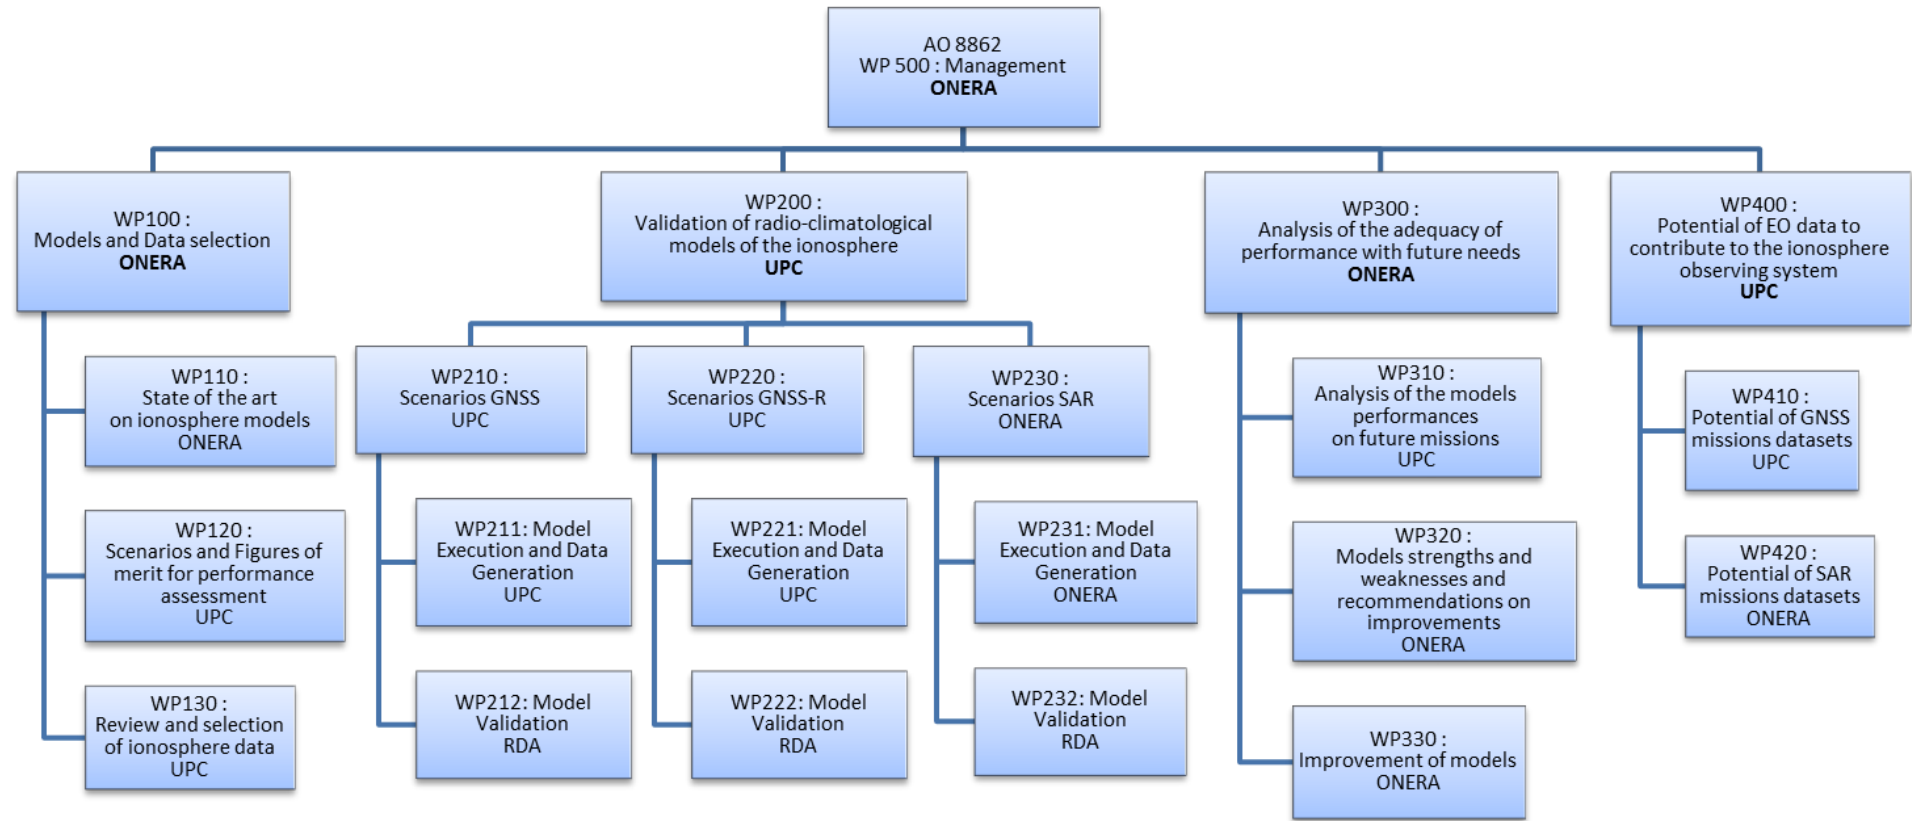 AO 8862
WP 500 : Management
ONERA
WP100 :
Models and Data selection
ONERA
WP110 :
State of the art
on ionosphere models
ONERA
WP120 :
Scenarios and Figures of
merit for performance
assessment
UPC
WP130 :
Review and selection
of ionosphere data
UPC
WP200 :
Validation of radio-climatological
models of the ionosphere
UPC
WP210 :
Scenarios GNSS
UPC
WP211: Model
Execution and Data
Generation
UPC
WP212: Model
Validation
RDA
WP220 :
Scenarios GNSS-R
UPC
WP221: Model
Execution and Data
Generation
UPC
WP222: Model
Validation
RDA
WP230 :
Scenarios SAR
ONERA
WP231: Model
Execution and Data
Generation
ONERA
WP232: Model
Validation
RDA
WP300 :
Analysis of the adequacy of
performance with future needs
ONERA
WP310 :
Analysis of the models
performances
on future missions
UPC
WP320 :
Models strengths and
weaknesses and
recommendations on
improvements
ONERA
WP330 :
Improvement of models
ONERA
WP400 :
Potential of EO data to
contribute to the ionosphere
observing system
UPC
WP410 :
Potential of GNSS
missions datasets
UPC
WP420 :
Potential of SAR
missions datasets
ONERA